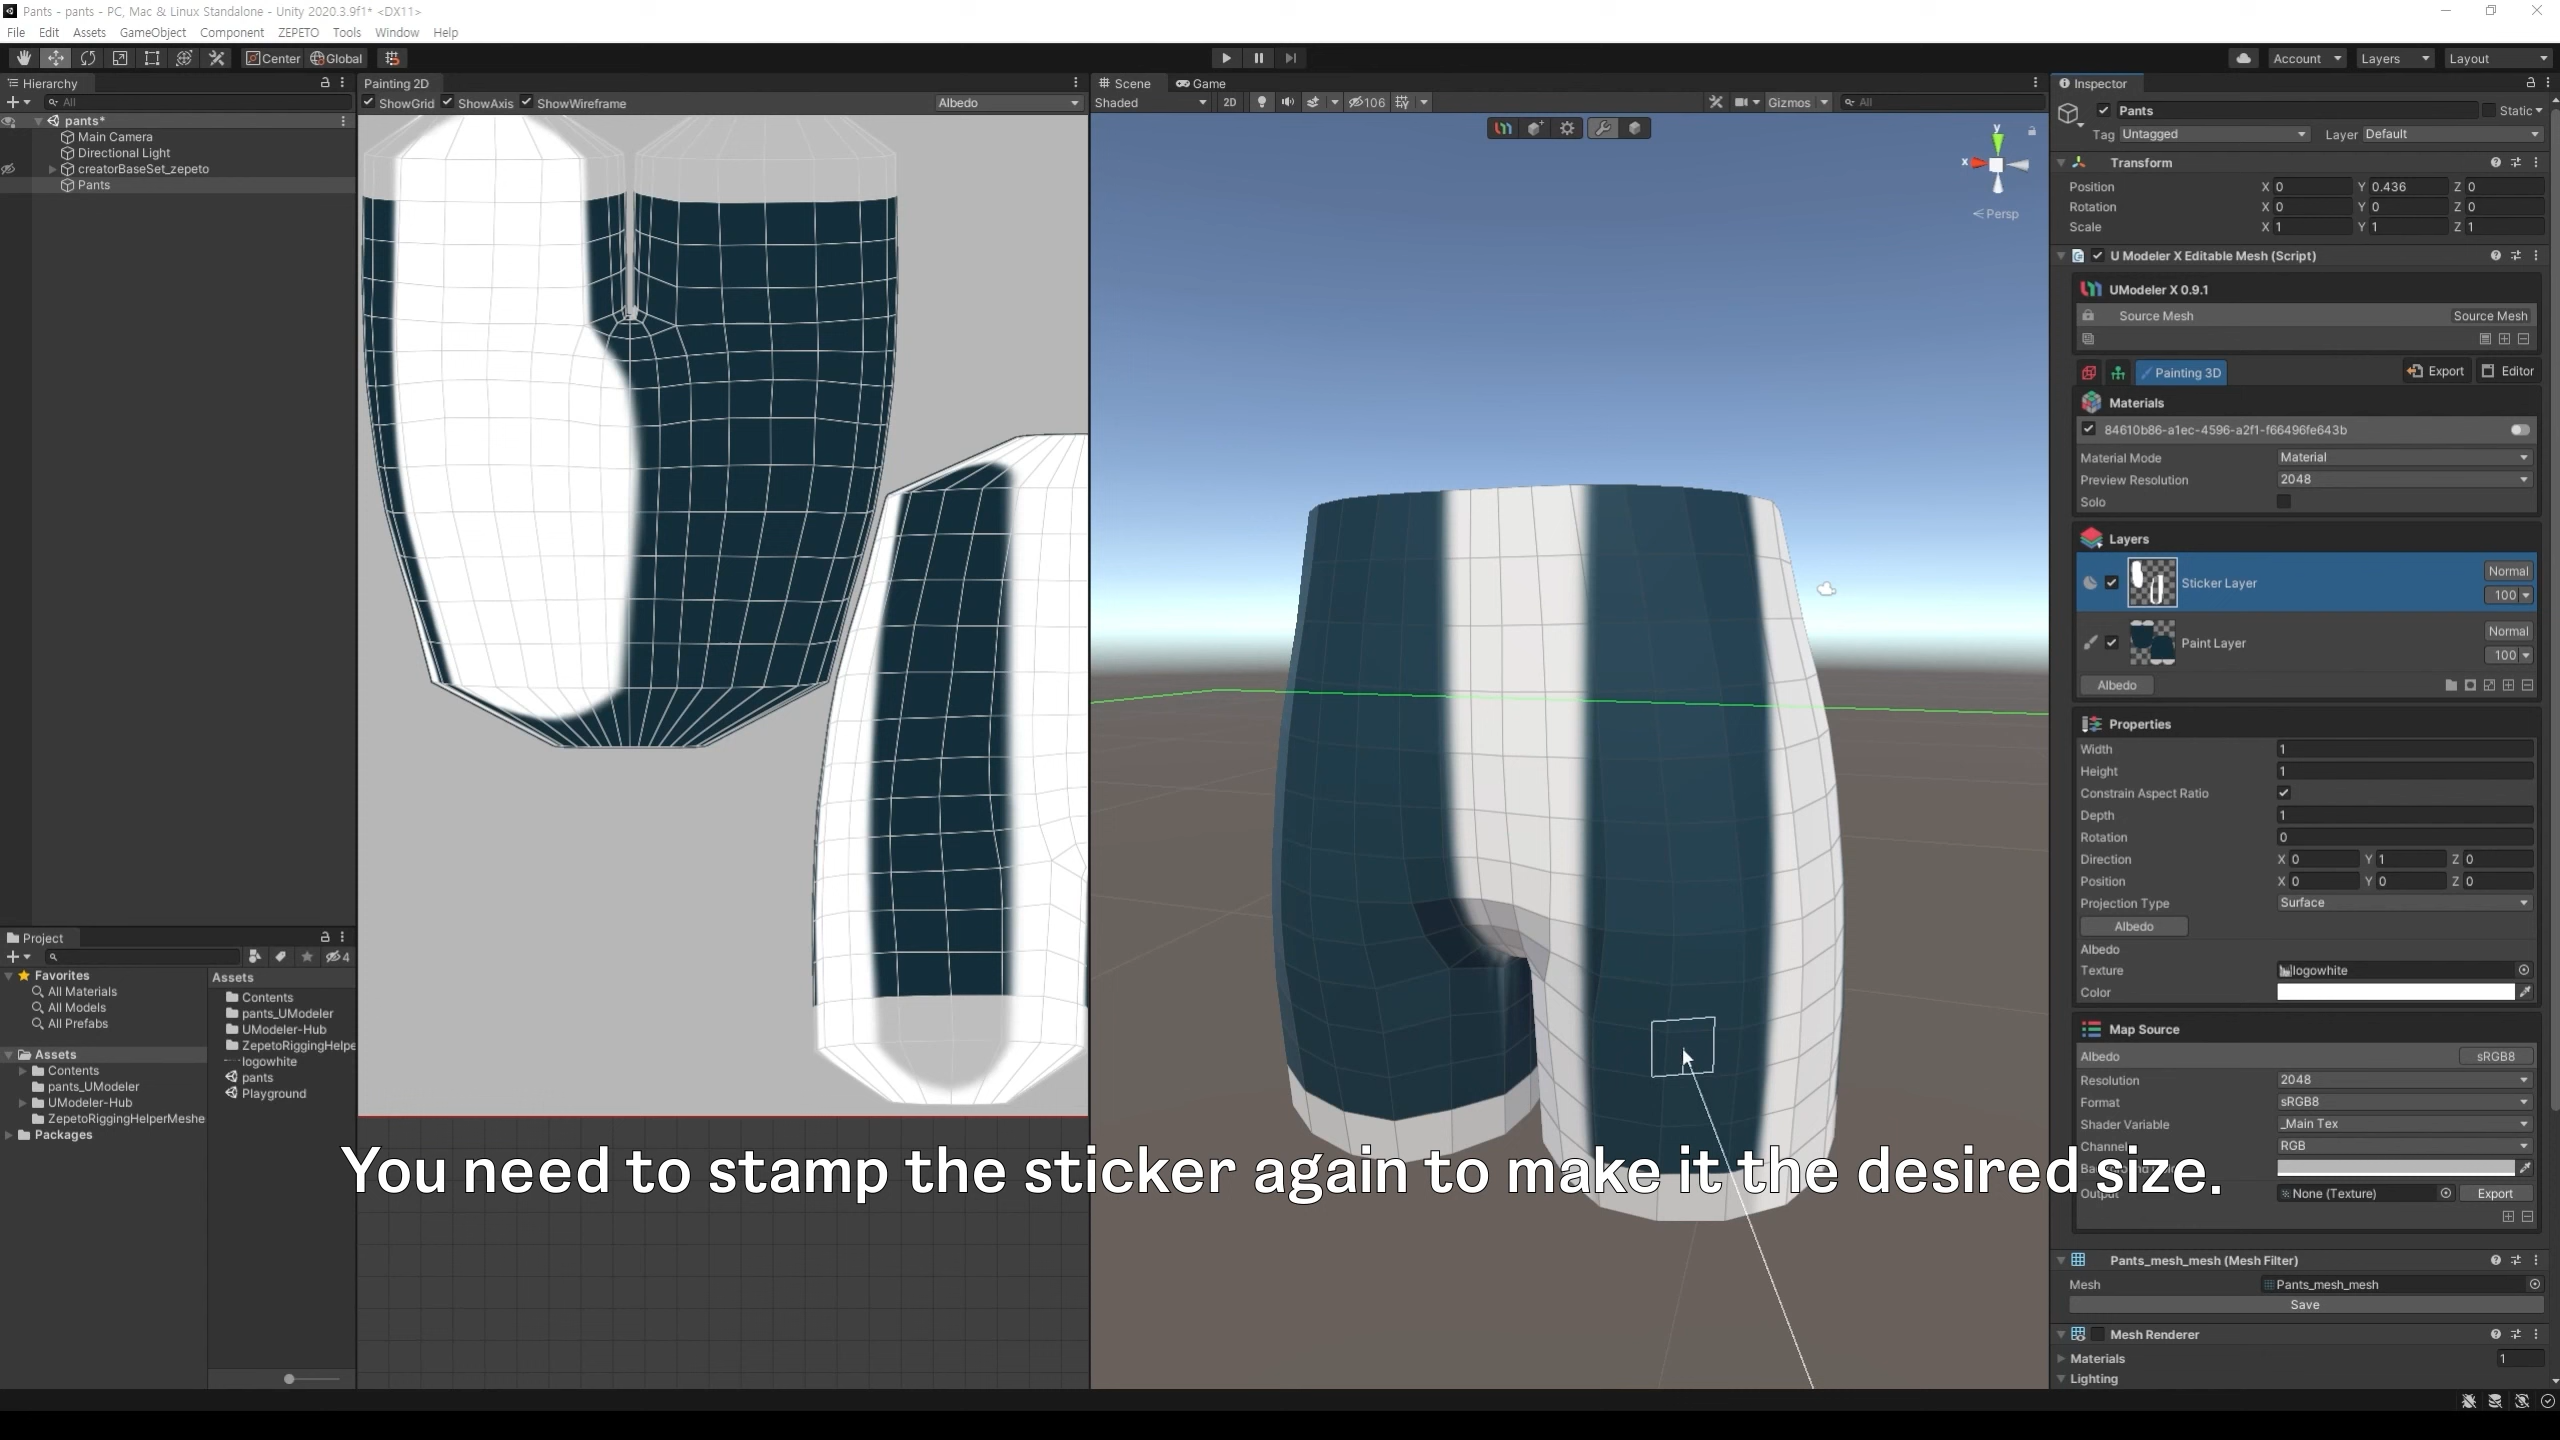 Pants - pants - PC, Mac & Linux Standalone - Unity 2020.3.9f1* <DX11>
File Edit Assets GameObject Component ZEPETO Tools Window Help
Center Global
Account Layers Layout
Hierarchy
All
pants*
Main Camera
Directional Light
creatorBaseSet_zepeto
Pants
Painting 2D
ShowGrid ShowAxis ShowWireframe Albedo
Scene Game
Shaded 2D 106 Gizmos All
y
x
Persp
Project
4
Favorites
All Materials
All Models
All Prefabs
Assets
Contents
pants_UModeler
UModeler-Hub
ZepetoRiggingHelperMeshe
Packages
Assets
Contents
pants_UModeler
UModeler-Hub
ZepetoRiggingHelpe
logowhite
pants
Playground
You need to stamp the sticker again to make it the desired size.
Inspector
Pants Static
Tag Untagged Layer Default
Transform
Position X 0 Y 0.436 Z 0
Rotation X 0 Y 0 Z 0
Scale X 1 Y 1 Z 1
U Modeler X Editable Mesh (Script)
UModeler X 0.9.1
Source Mesh Source Mesh
Painting 3D Export Editor
Materials
84610b86-a1ec-4596-a2f1-f66496fe643b
Material Mode Material
Preview Resolution 2048
Solo
Layers
Sticker Layer Normal
100
Paint Layer Normal
100
Albedo
Properties
Width 1
Height 1
Constrain Aspect Ratio
Depth 1
Rotation 0
Direction X 0 Y 1 Z 0
Position X 0 Y 0 Z 0
Projection Type Surface
Albedo
Albedo
Texture logowhite
Color
Map Source
Albedo sRGB8
Resolution 2048
Format sRGB8
Shader Variable _Main Tex
Channel RGB
Output None (Texture) Export
Pants_mesh_mesh (Mesh Filter)
Mesh Pants_mesh_mesh
Save
Mesh Renderer
Materials 1
Lighting